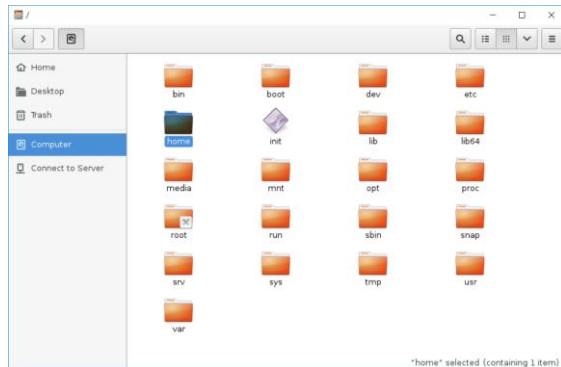 /
Home
Desktop
Trash
Computer
Connect to Server
bin boot dev etc
home init lib lib64
media mnt opt proc
root run sbin snap
srv sys tmp usr
var
"home" selected (containing 1 item)